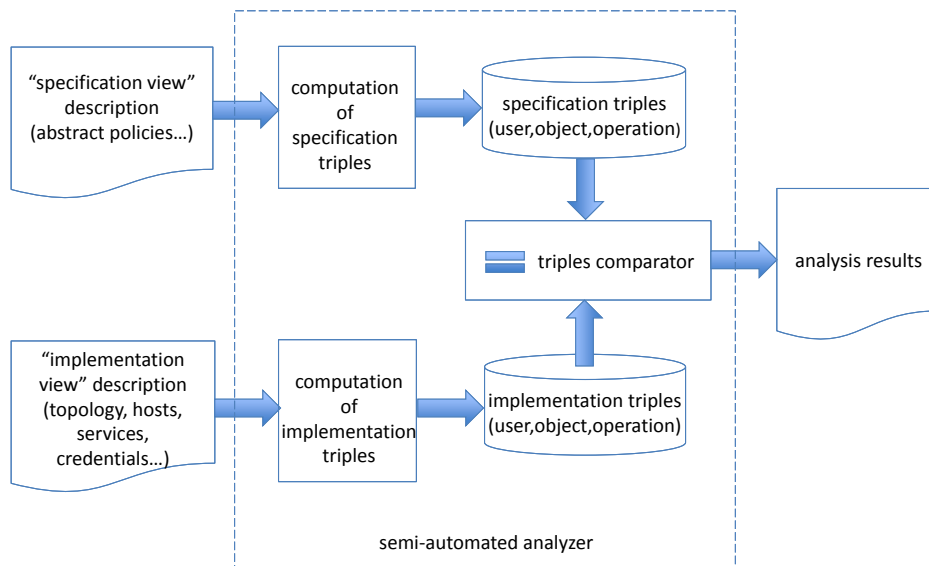 “specification view”
description
(abstract policies...)
computation
of
specification
triples
specification triples
(user,object,operation)
triples comparator
analysis results
“implementation
view” description
(topology, hosts,
services,
credentials...)
computation
of
implementation
triples
implementation triples
(user,object,operation)
semi-automated analyzer